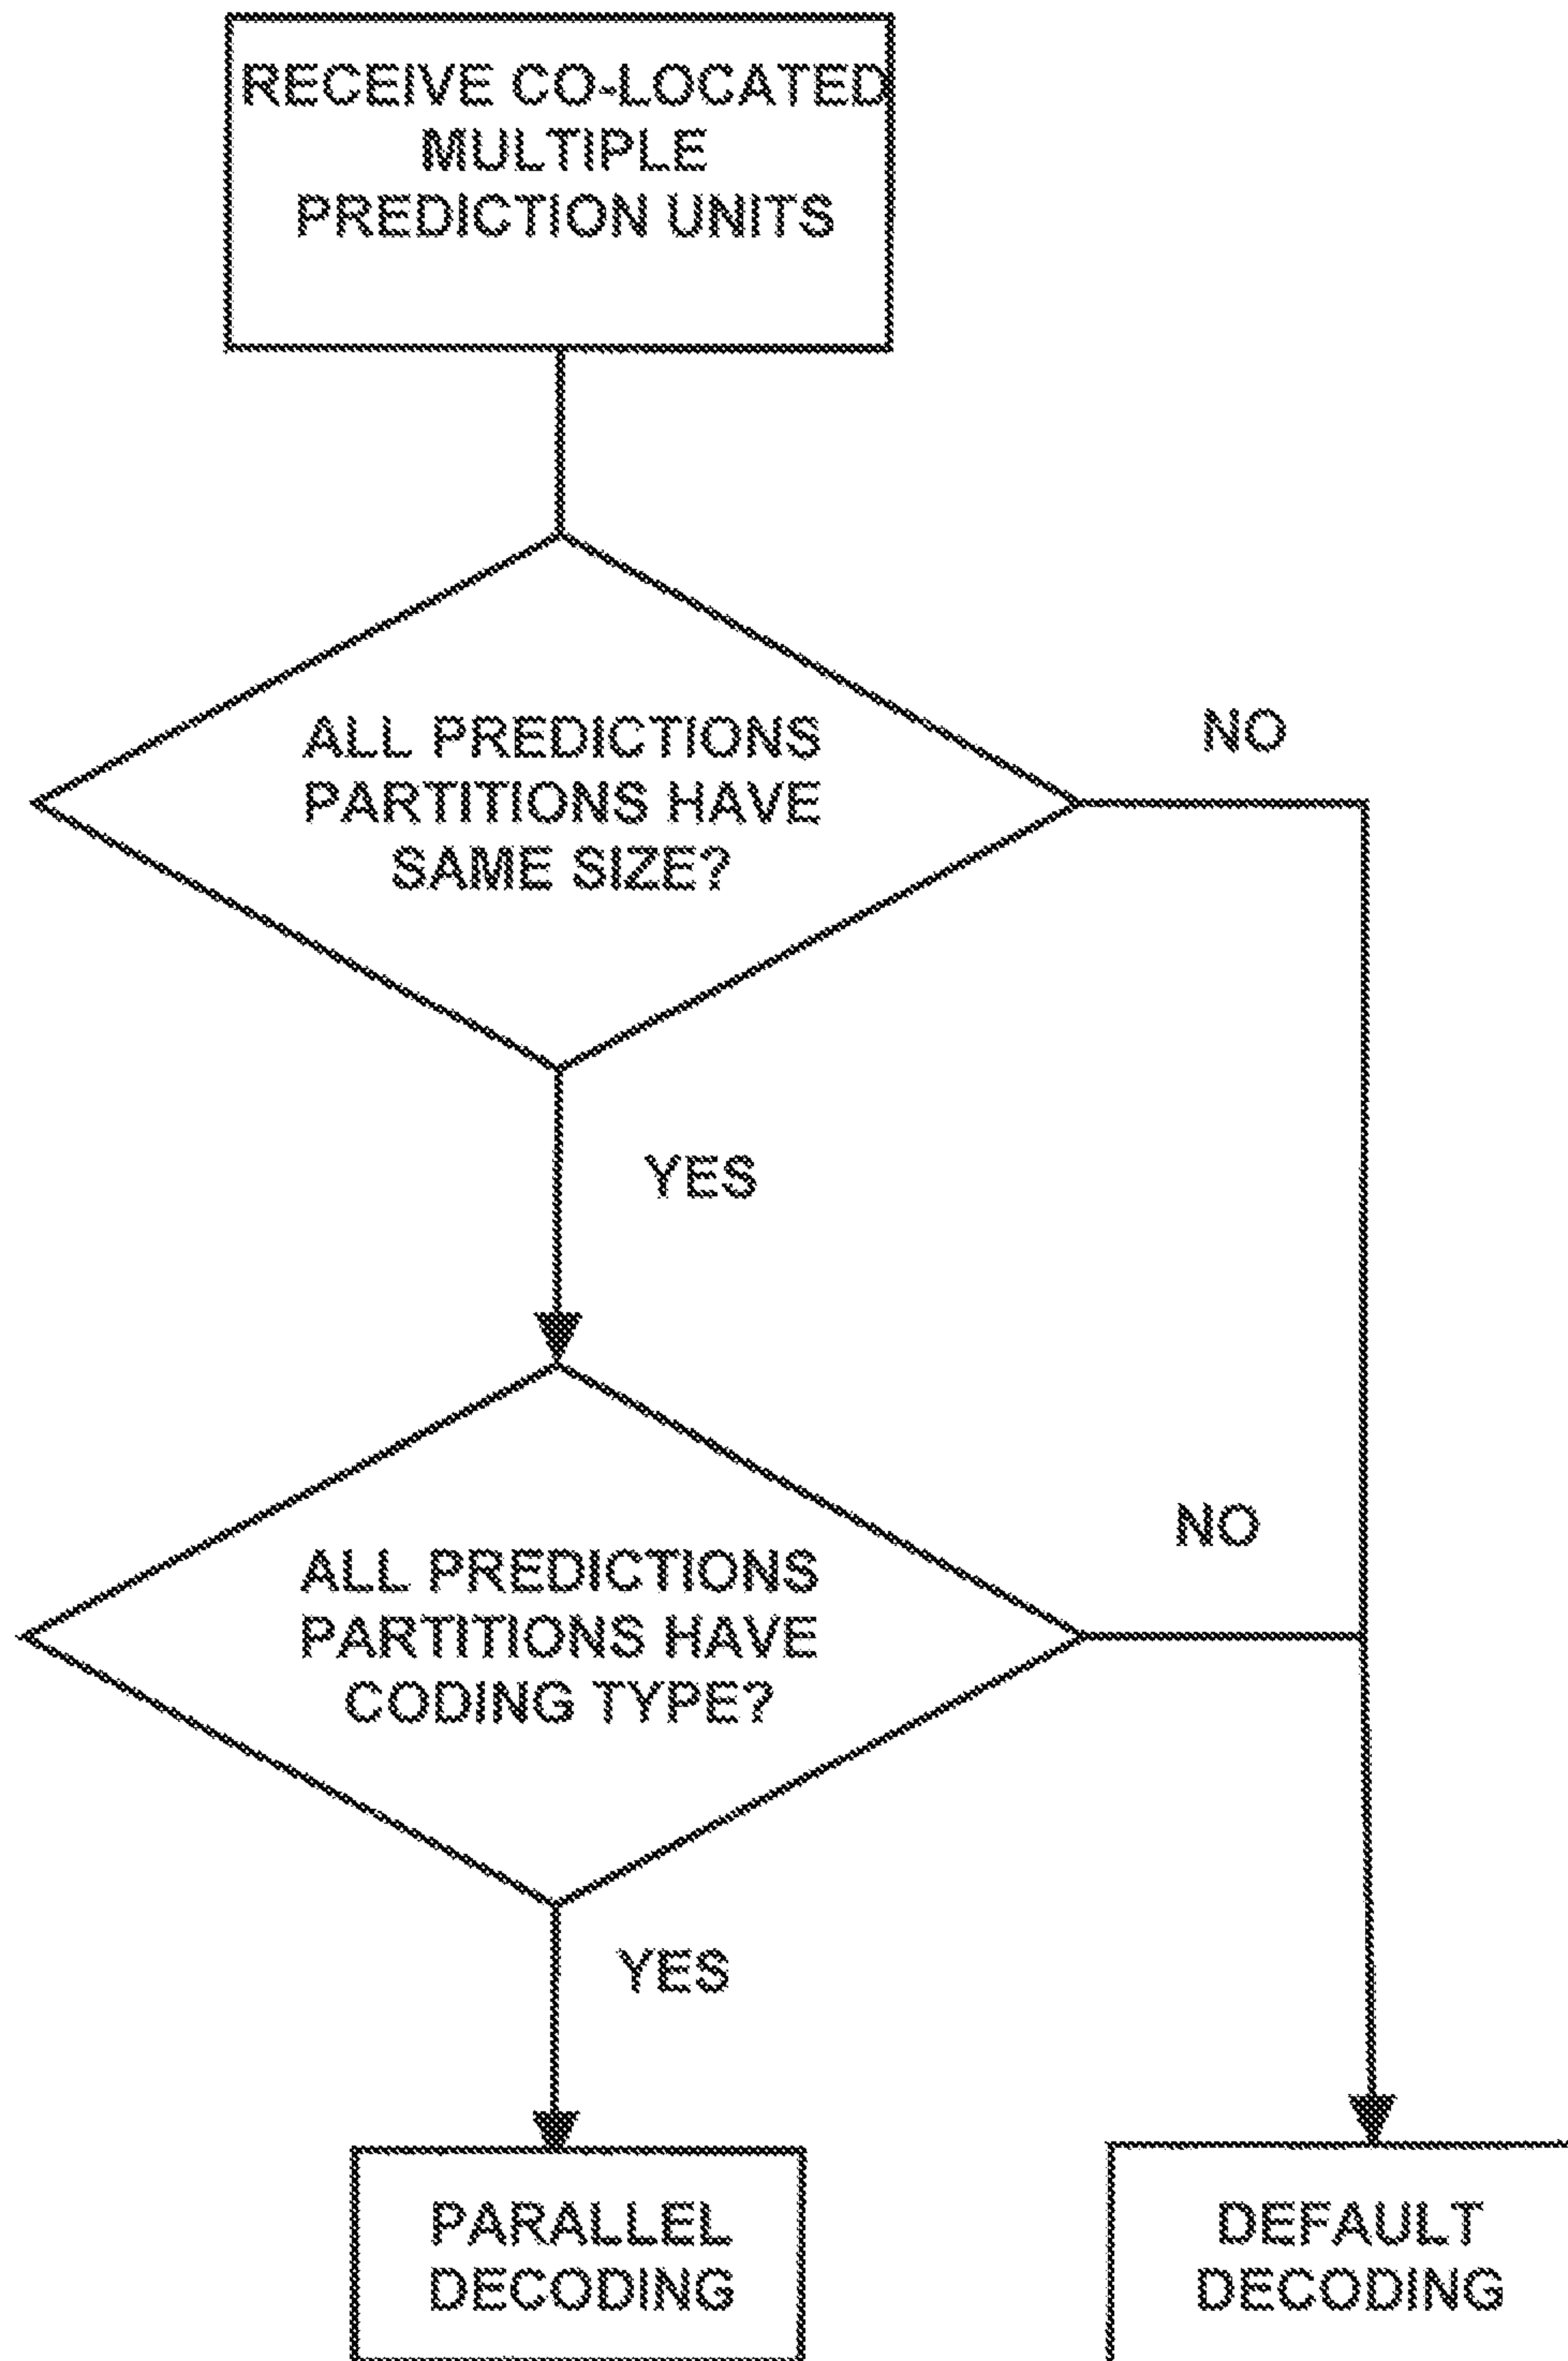 RECEIVE CO-LOCATED
MULTIPLE
PREDICTION UNITS
ALL PREDICTIONS
PARTITIONS HAVE
SAME SIZE?
NO
YES
ALL PREDICTIONS
PARTITIONS HAVE
CODING TYPE?
NO
YES
PARALLEL
DECODING
DEFAULT
DECODING